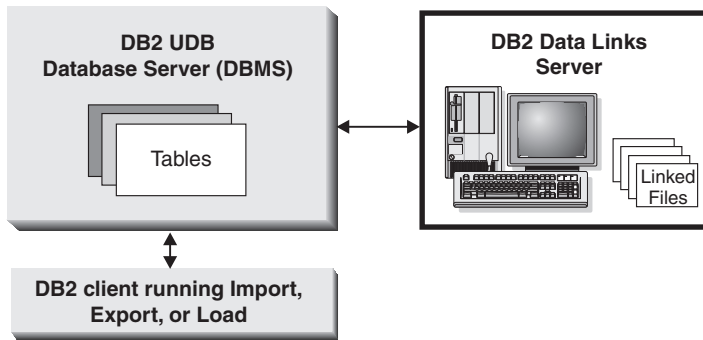 DB2 UDB
Database Server (DBMS)
Tables
DB2 Data Links
Server
Linked
Files
DB2 client running Import,
Export, or Load